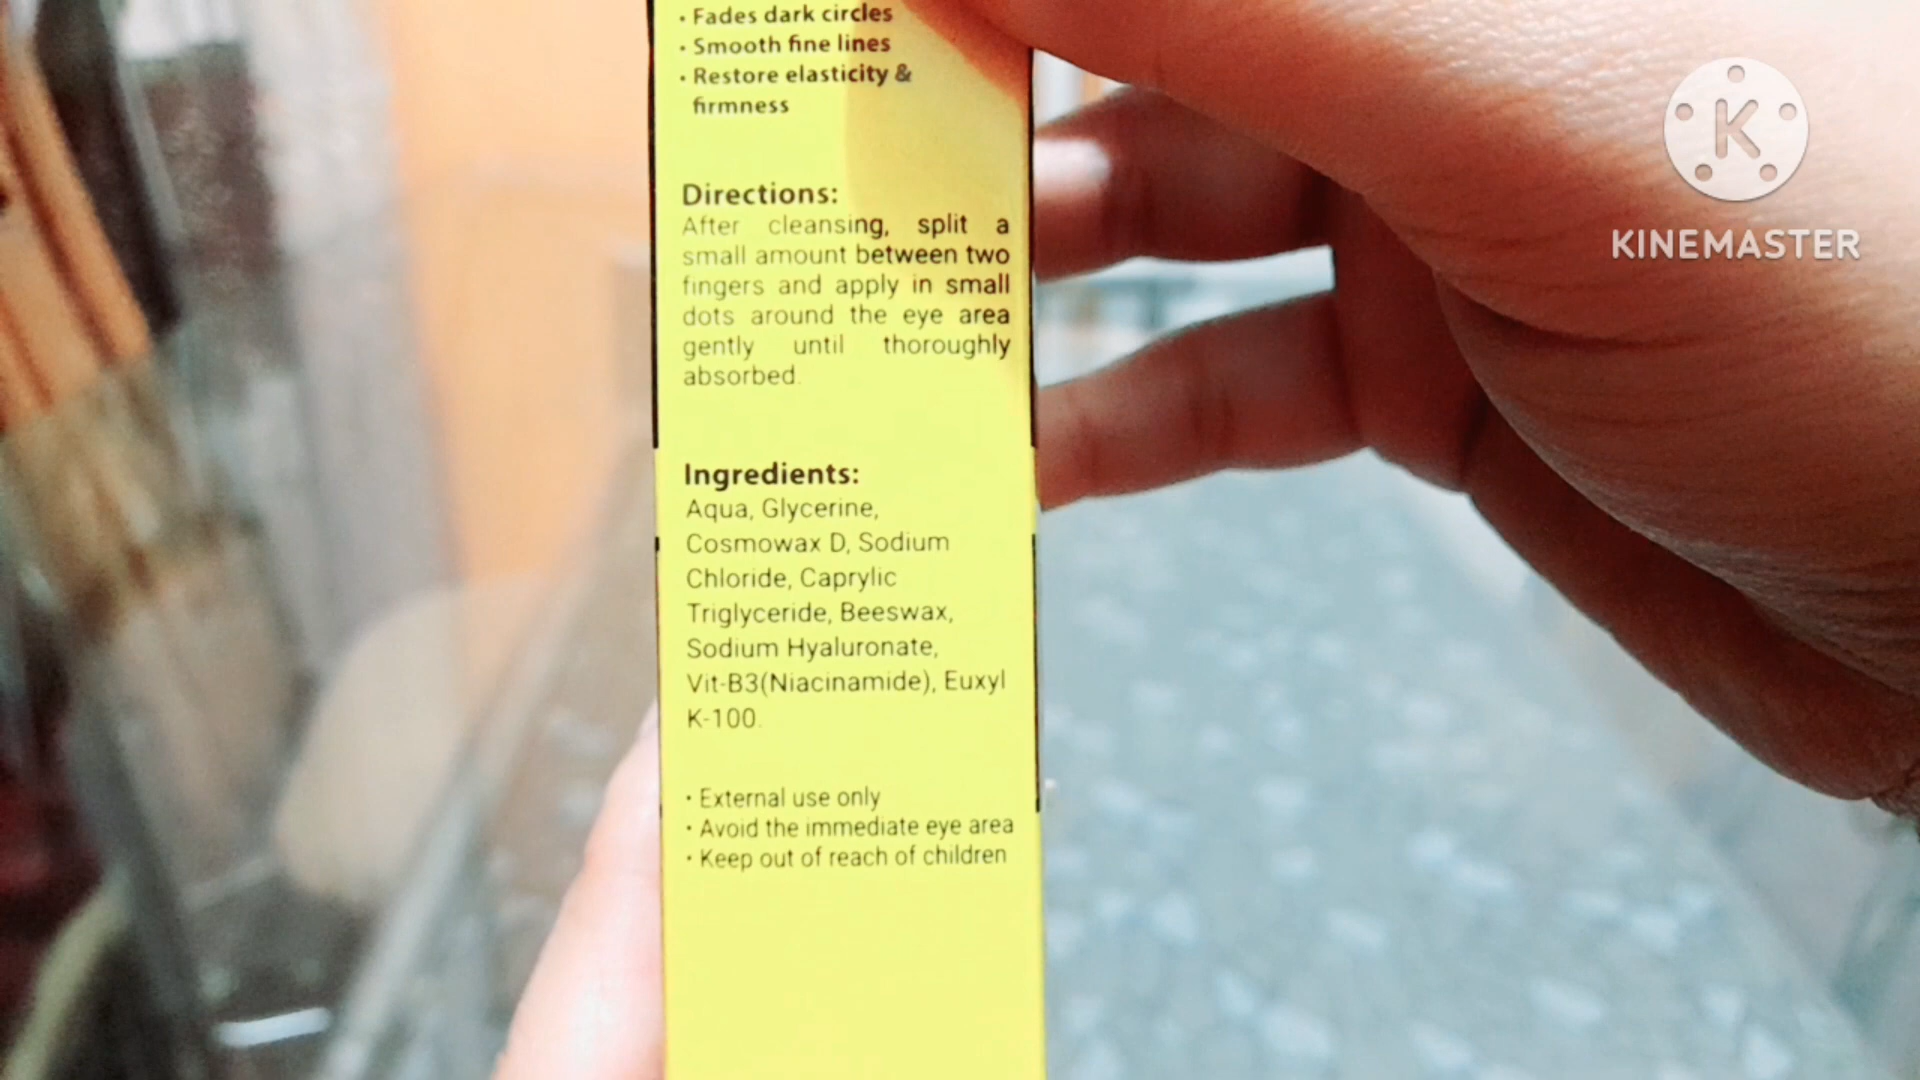 • Fades dark circles
• Smooth fine lines
• Restore elasticity &
firmness
Directions:
After cleansing, split a
small amount between two
fingers and apply in small
dots around the eye area
gently until thoroughly
absorbed.
Ingredients:
Aqua, Glycerine,
Cosmowax D, Sodium
Chloride, Caprylic
Triglyceride, Beeswax,
Sodium Hyaluronate,
Vit-B3(Niacinamide), Euxyl
K-100.
• External use only
• Avoid the immediate eye area
• Keep out of reach of children
K
KINEMASTER